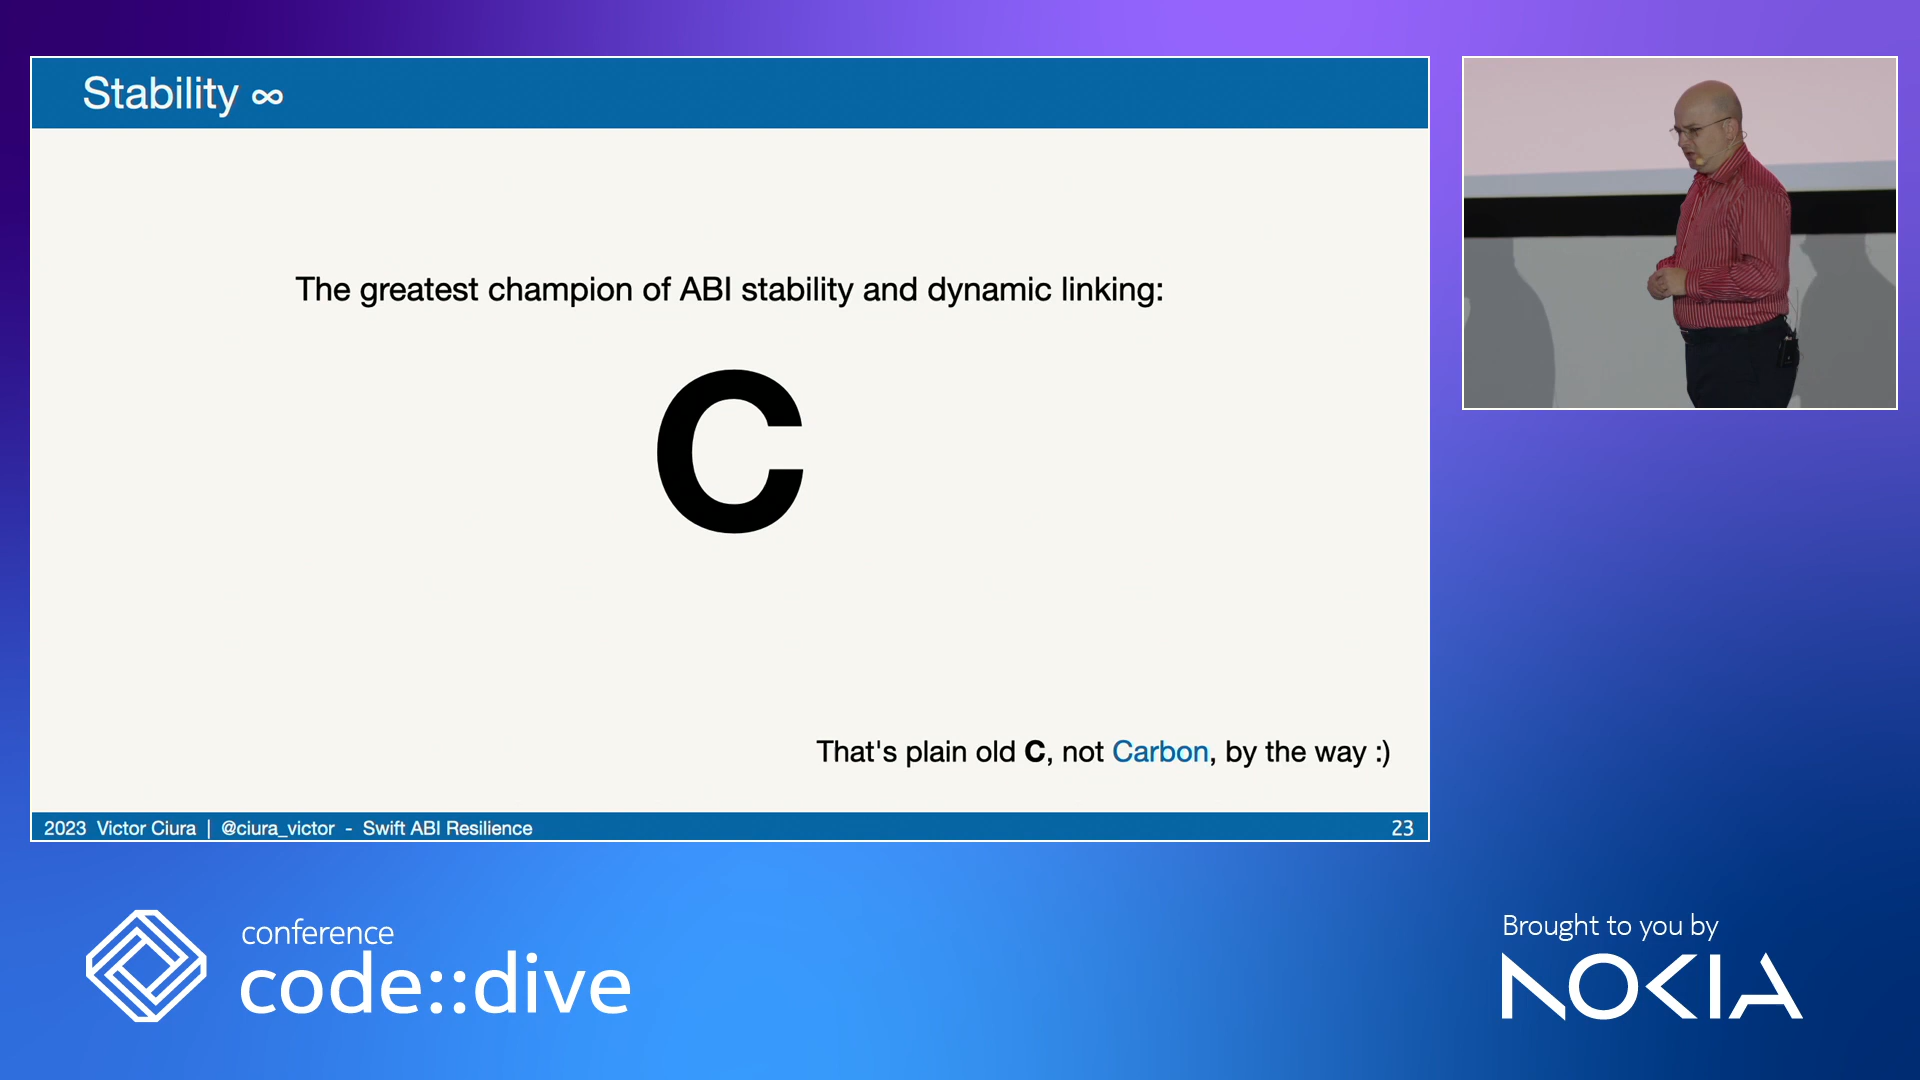 Stability ∞
The greatest champion of ABI stability and dynamic linking:
C
That's plain old C, not Carbon, by the way :)
2023 Victor Ciura | @ciura_victor - Swift ABI Resilience
23
conference
code::dive
Brought to you by
NOKIA